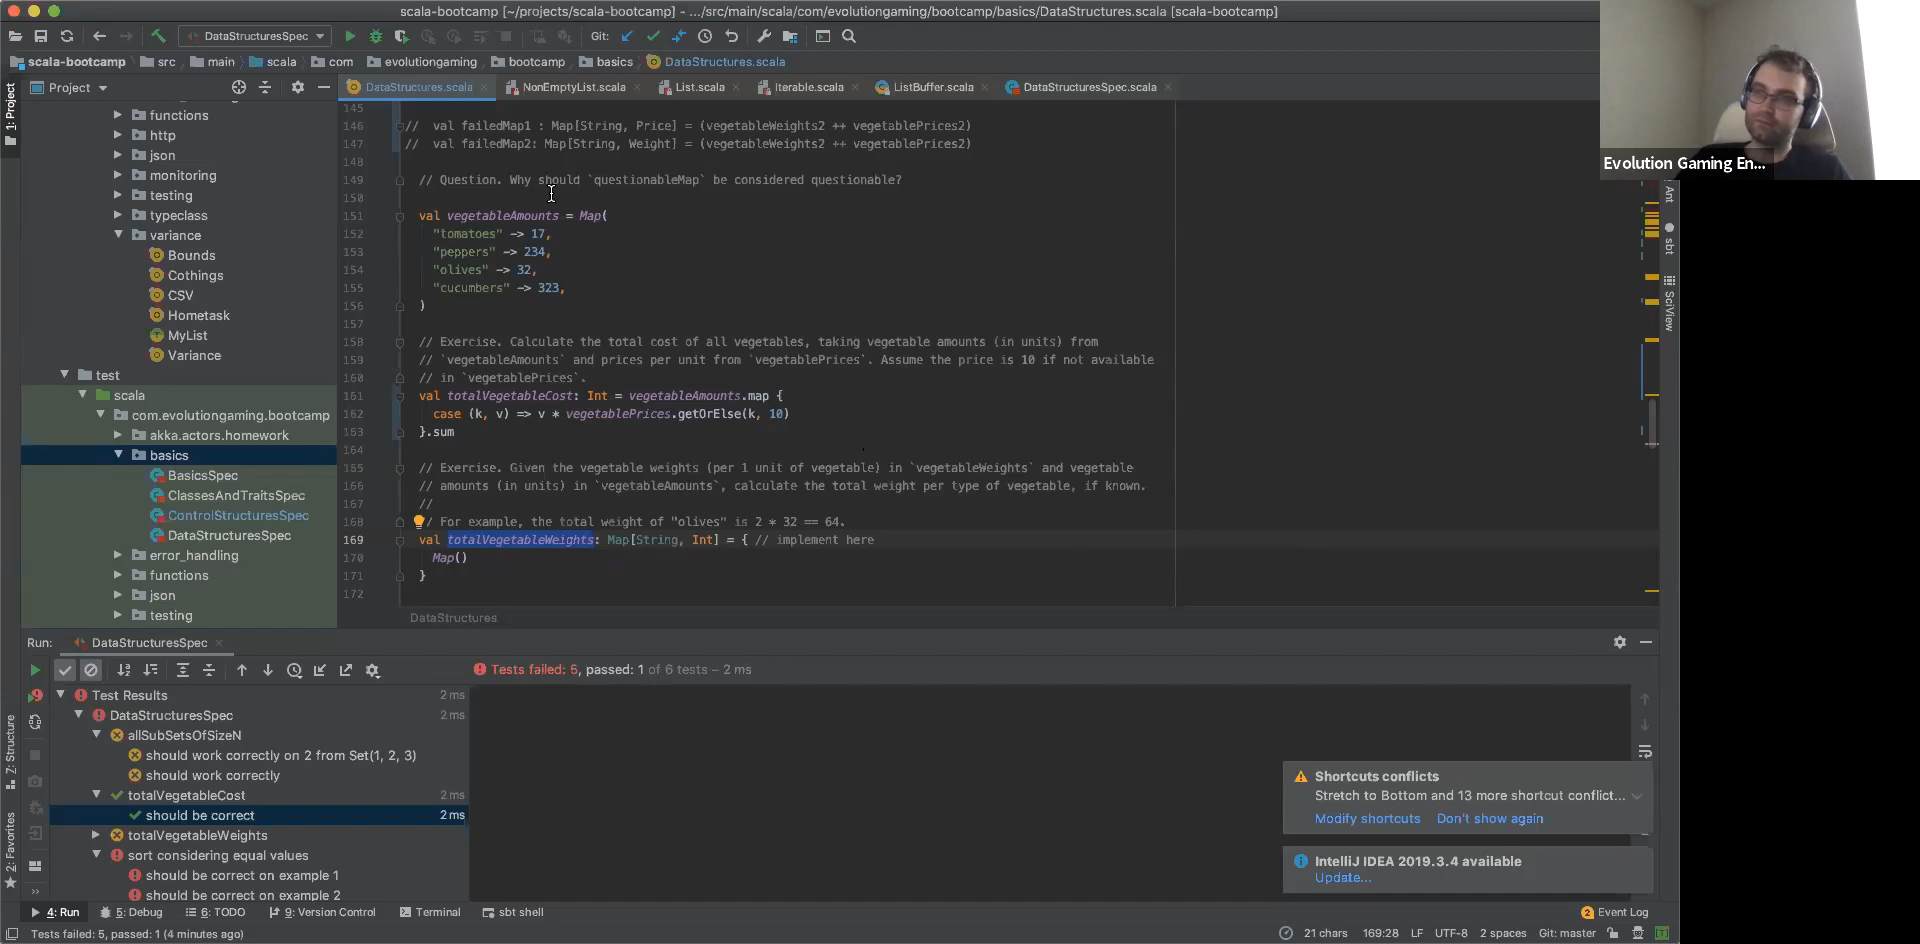 scala-bootcamp [~/projects/scala-bootcamp] - .../src/main/scala/com/evolutiongaming/bootcamp/basics/DataStructures.scala [scala-bootcamp]
DataStructuresSpec
Git:
scala-bootcamp
src
main
scala
com
evolutiongaming
bootcamp
basics
DataStructures.scala
Project
DataStructures.scala
NonEmptyList.scala
List.scala
Iterable.scala
ListBuffer.scala
DataStructuresSpec.scala
1: Project
functions
http
json
monitoring
testing
typeclass
variance
Bounds
Cothings
CSV
Hometask
MyList
Variance
test
scala
com.evolutiongaming.bootcamp
akka.actors.homework
basics
BasicsSpec
ClassesAndTraitsSpec
ControlStructuresSpec
DataStructuresSpec
error_handling
functions
json
testing
145
146 // val failedMap1 : Map[String, Price] = (vegetableWeights2 ++ vegetablePrices2)
147 // val failedMap2: Map[String, Weight] = (vegetableWeights2 ++ vegetablePrices2)
148
149 // Question. Why should `questionableMap` be considered questionable?
150
151 val vegetableAmounts = Map(
152 "tomatoes" -> 17,
153 "peppers" -> 234,
154 "olives" -> 32,
155 "cucumbers" -> 323,
156 )
157
158 // Exercise. Calculate the total cost of all vegetables, taking vegetable amounts (in units) from
159 // `vegetableAmounts` and prices per unit from `vegetablePrices`. Assume the price is 10 if not available
160 // in `vegetablePrices`.
161 val totalVegetableCost: Int = vegetableAmounts.map {
162 case (k, v) => v * vegetablePrices.getOrElse(k, 10)
163 }.sum
164
165 // Exercise. Given the vegetable weights (per 1 unit of vegetable) in `vegetableWeights` and vegetable
166 // amounts (in units) in `vegetableAmounts`, calculate the total weight per type of vegetable, if known.
167 //
168 // For example, the total weight of "olives" is 2 * 32 == 64.
169 val totalVegetableWeights: Map[String, Int] = { // implement here
170 Map()
171 }
172
DataStructures
Evolution Gaming En...
Ant
sbt
SciView
Run:
DataStructuresSpec
Tests failed: 5, passed: 1 of 6 tests – 2 ms
Test Results 2 ms
DataStructuresSpec 2 ms
allSubSetsOfSizeN
should work correctly on 2 from Set(1, 2, 3)
should work correctly
totalVegetableCost 2 ms
should be correct 2 ms
totalVegetableWeights
sort considering equal values
should be correct on example 1
should be correct on example 2
Z: Structure
2: Favorites
Shortcuts conflicts
Stretch to Bottom and 13 more shortcut conflict...
Modify shortcuts Don't show again
IntelliJ IDEA 2019.3.4 available
Update...
4: Run
5: Debug
6: TODO
9: Version Control
Terminal
sbt shell
2 Event Log
Tests failed: 5, passed: 1 (4 minutes ago)
21 chars 169:28 LF UTF-8 2 spaces Git: master